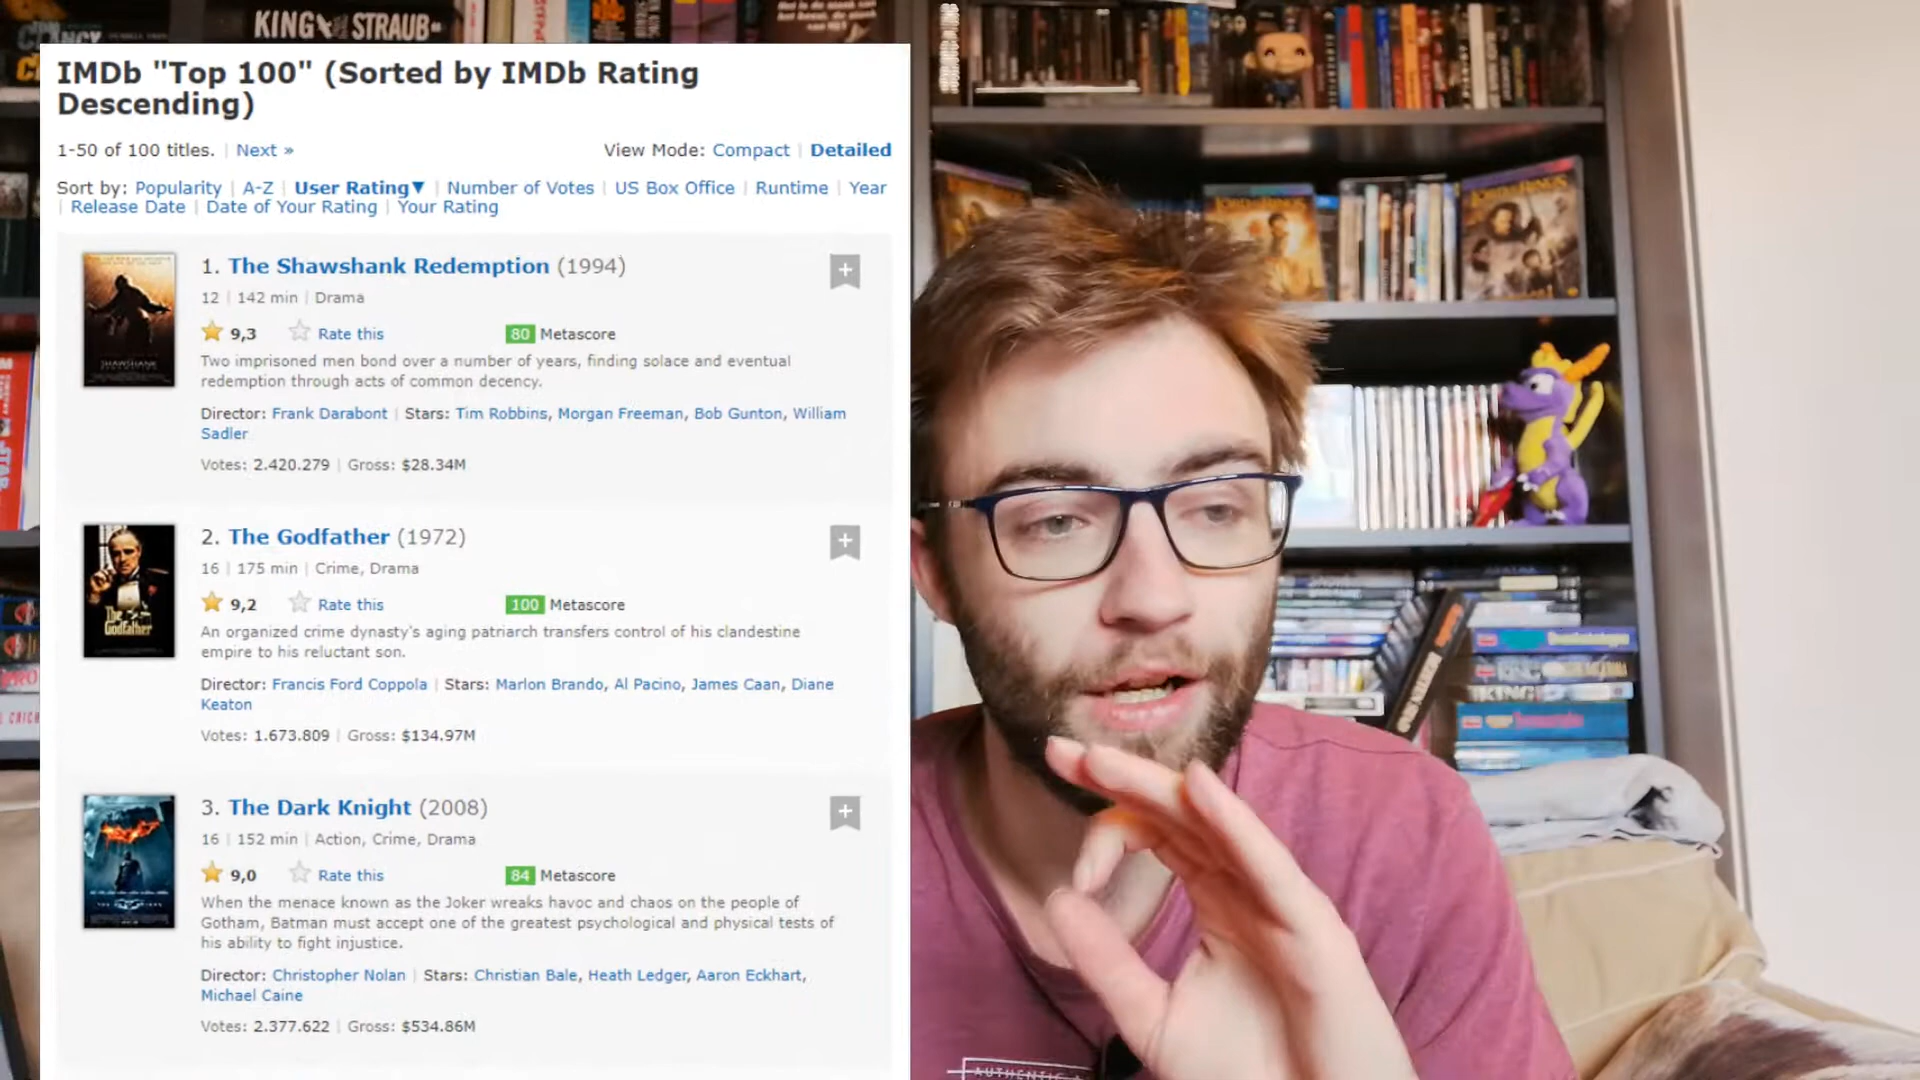 KING STRAUB
IMDb "Top 100" (Sorted by IMDb Rating
Descending)
1-50 of 100 titles. | Next »
View Mode: Compact | Detailed
Sort by: Popularity | A-Z | User Rating▼ | Number of Votes | US Box Office | Runtime | Year
| Release Date | Date of Your Rating | Your Rating
1. The Shawshank Redemption (1994)
12 | 142 min | Drama
9,3 Rate this 80 Metascore
Two imprisoned men bond over a number of years, finding solace and eventual
redemption through acts of common decency.
Director: Frank Darabont | Stars: Tim Robbins, Morgan Freeman, Bob Gunton, William
Sadler
Votes: 2.420.279 | Gross: $28.34M
2. The Godfather (1972)
16 | 175 min | Crime, Drama
9,2 Rate this 100 Metascore
An organized crime dynasty's aging patriarch transfers control of his clandestine
empire to his reluctant son.
Director: Francis Ford Coppola | Stars: Marlon Brando, Al Pacino, James Caan, Diane
Keaton
Votes: 1.673.809 | Gross: $134.97M
The Godfather
3. The Dark Knight (2008)
16 | 152 min | Action, Crime, Drama
9,0 Rate this 84 Metascore
When the menace known as the Joker wreaks havoc and chaos on the people of
Gotham, Batman must accept one of the greatest psychological and physical tests of
his ability to fight injustice.
Director: Christopher Nolan | Stars: Christian Bale, Heath Ledger, Aaron Eckhart,
Michael Caine
Votes: 2.377.622 | Gross: $534.86M
KING
KING
AUTHENTIC